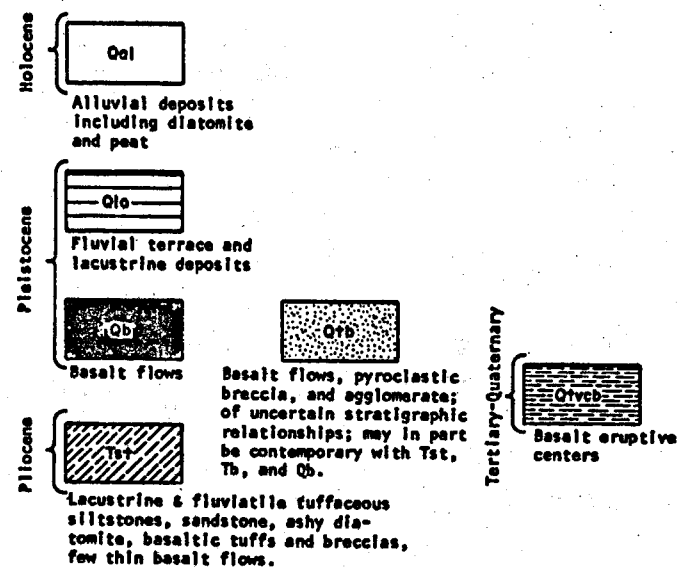 Holocene
Qal
Alluvial deposits
including diatomite
and peat
Pleistocene
Qlo
Fluvial terrace and
lacustrine deposits
Qb
Basalt flows
QTb
Basalt flows, pyroclastic
breccia, and agglomerate;
of uncertain stratigraphic
relationships; may in part
be contemporary with Tst,
Tb, and Qb.
Tertiary-Quaternary
QTvcb
Basalt eruptive
centers
Pliocene
Tst
Lacustrine & fluviatile tuffaceous
siltstones, sandstone, ashy dia-
tomite, basaltic tuffs and breccias,
few thin basalt flows.